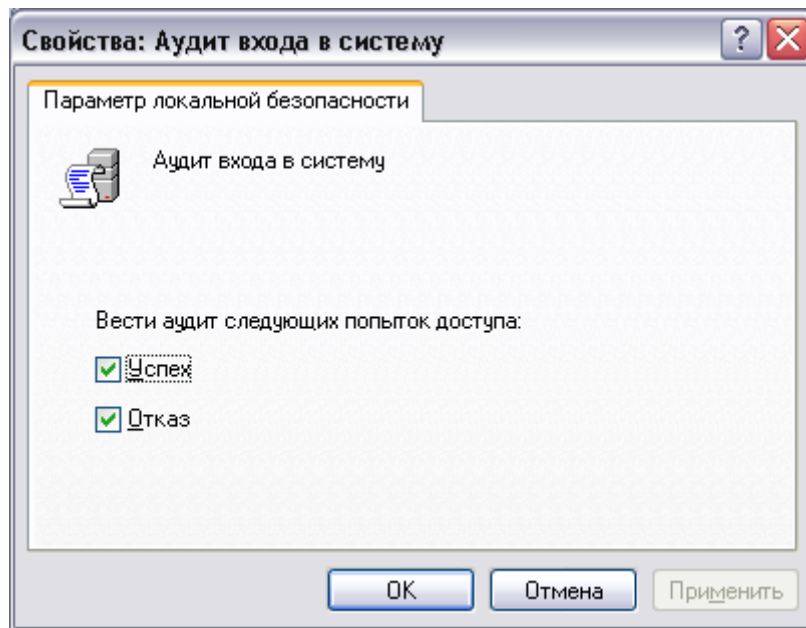 Свойства: Аудит входа в систему
Параметр локальной безопасности
Аудит входа в систему
Вести аудит следующих попыток доступа:
Успех
Отказ
ОК Отмена Применить